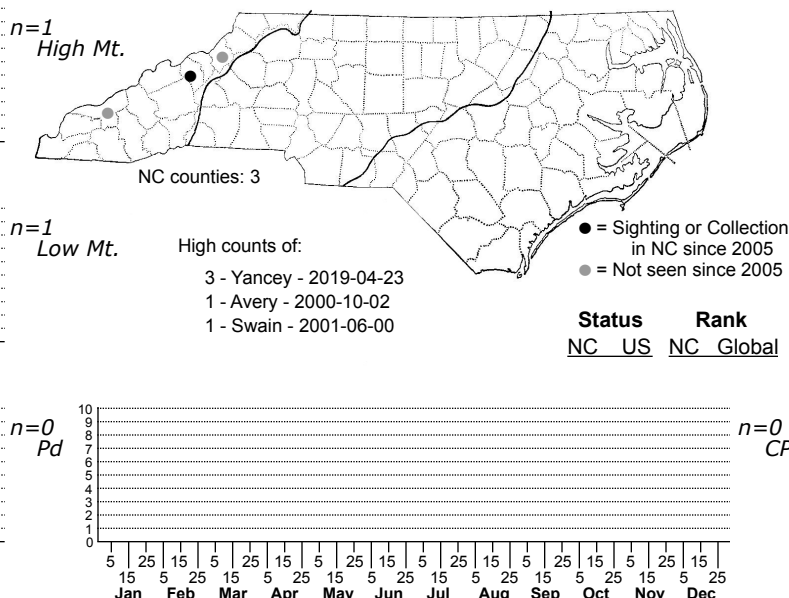 n=1
High Mt.
NC counties: 3
n=1
Low Mt.
High counts of:
3 - Yancey - 2019-04-23
1 - Avery - 2000-10-02
1 - Swain - 2001-06-00
● = Sighting or Collection
in NC since 2005
● = Not seen since 2005
Status Rank
NC US NC Global
n=0
Pd
10
9
8
7
6
5
4
3
2
1
0
n=0
CP
5 25 15 5 25 15 5 25 15 5 25 15 5 25 15 5 25 15
15 5 25 15 5 25 15 5 25 15 5 25 15 5 25 15 5 25
Jan Feb Mar Apr May Jun Jul Aug Sep Oct Nov Dec